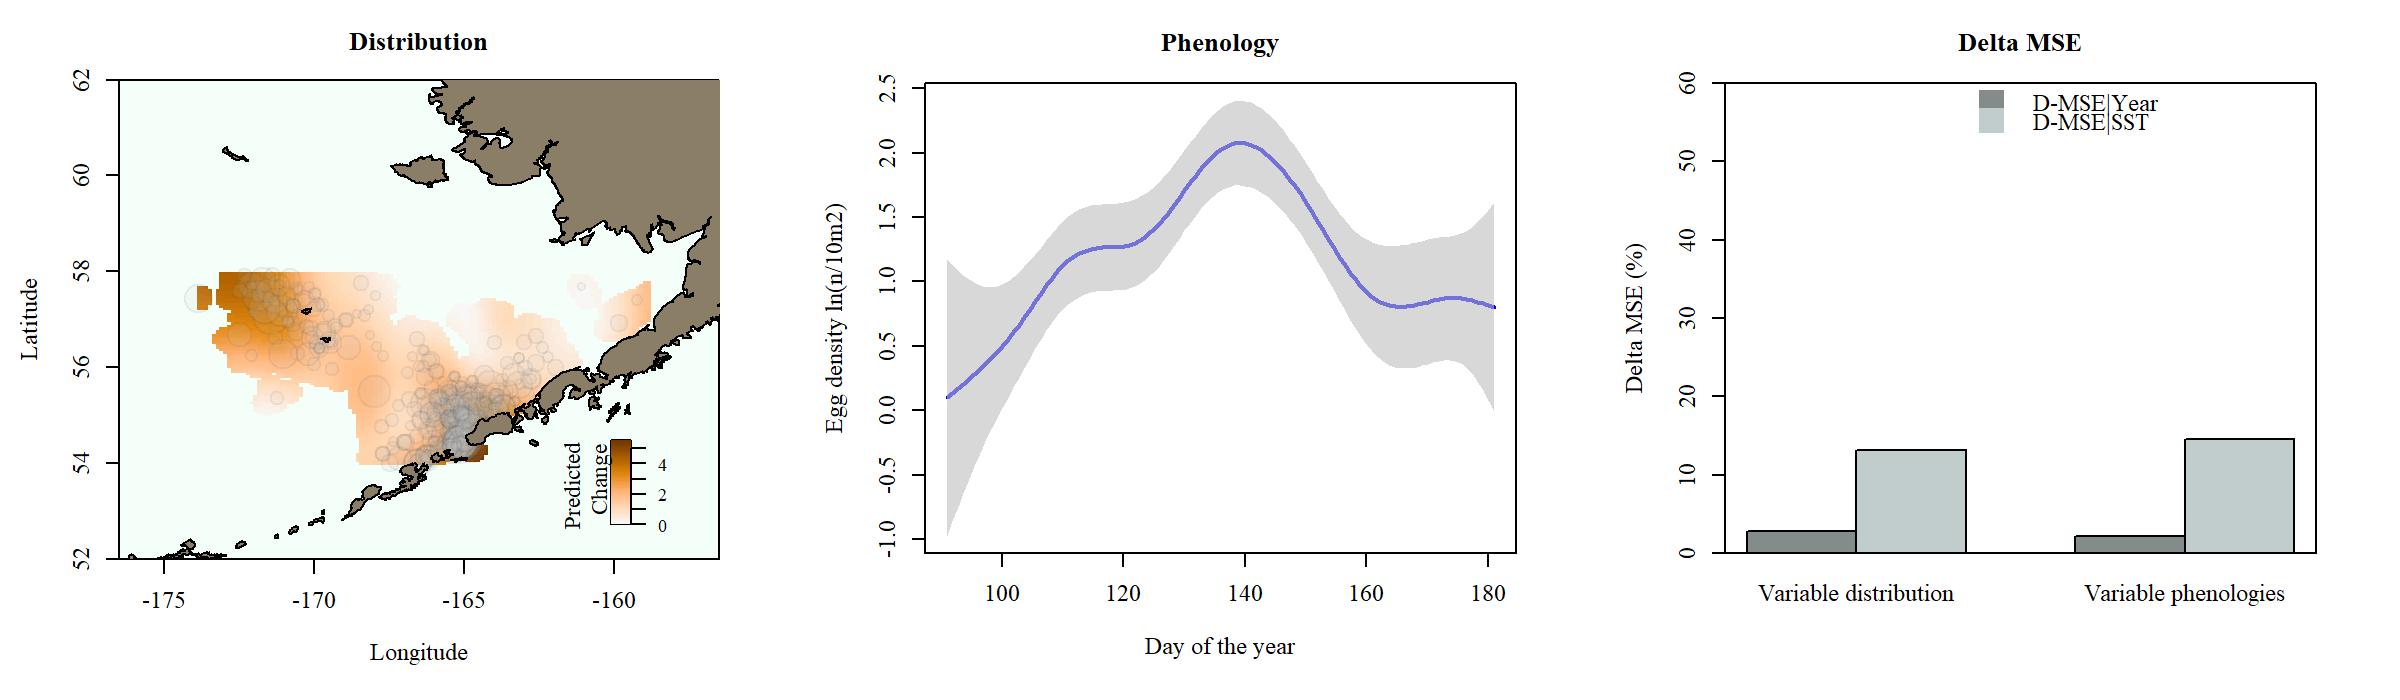 Distribution
62
60
58
56
54
52
Latitude
-175
-170
-165
-160
Longitude
Predicted
Change
4
2
0
Phenology
2.5
2.0
1.5
1.0
0.5
0.0
-0.5
-1.0
Egg density ln(n/10m2)
100
120
140
160
180
Day of the year
Delta MSE
60
50
40
30
20
10
0
Delta MSE (%)
D-MSE|Year
D-MSE|SST
Variable distribution
Variable phenologies